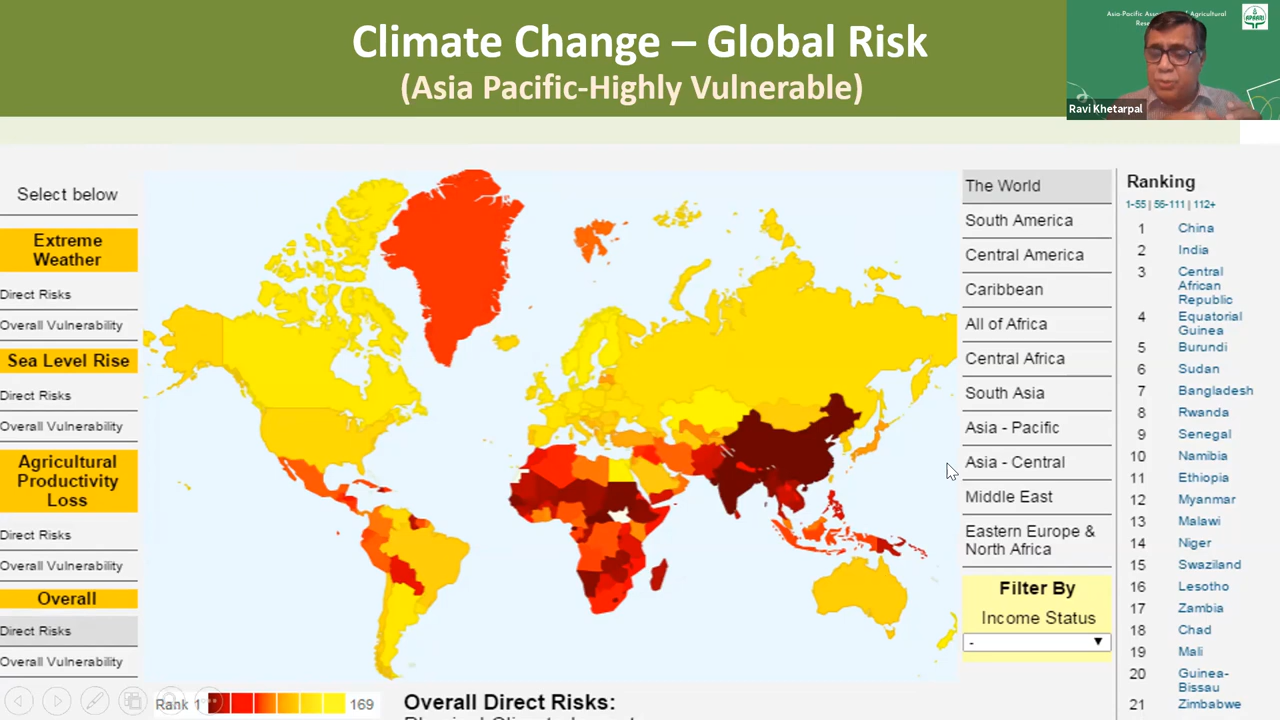 Climate Change – Global Risk
(Asia Pacific-Highly Vulnerable)
Asia-Pacific Ass
Agricultural
Rese
APAARI
Ravi Khetarpal
Select below
Extreme
Weather
Direct Risks
Overall Vulnerability
Sea Level Rise
Direct Risks
Overall Vulnerability
Agricultural
Productivity
Loss
Direct Risks
Overall Vulnerability
Overall
Direct Risks
Overall Vulnerability
Rank 1
169
Overall Direct Risks:
The World
South America
Central America
Caribbean
All of Africa
Central Africa
South Asia
Asia - Pacific
Asia - Central
Middle East
Eastern Europe &
North Africa
Filter By
Income Status
-
Ranking
1-55 | 56-111 | 112+
1 China
2 India
3 Central
African
Republic
4 Equatorial
Guinea
5 Burundi
6 Sudan
7 Bangladesh
8 Rwanda
9 Senegal
10 Namibia
11 Ethiopia
12 Myanmar
13 Malawi
14 Niger
15 Swaziland
16 Lesotho
17 Zambia
18 Chad
19 Mali
20 Guinea-
Bissau
21 Zimbabwe